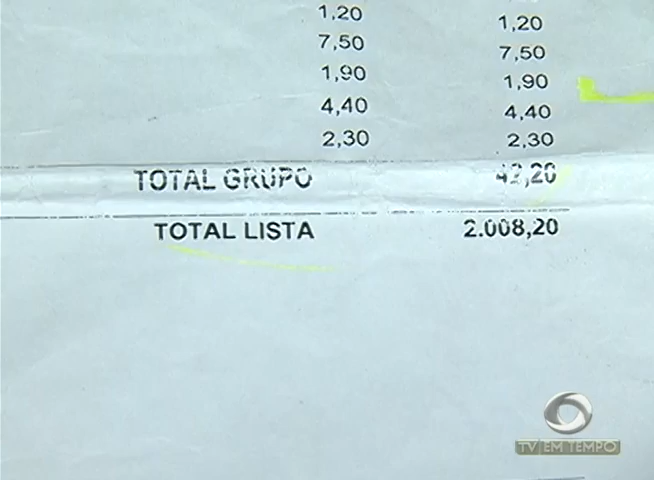 1,20 1,20
7,50 7,50
1,90 1,90
4,40 4,40
2,30 2,30
TOTAL GRUPO 42,20
TOTAL LISTA 2.008,20
TV EM TEMPO